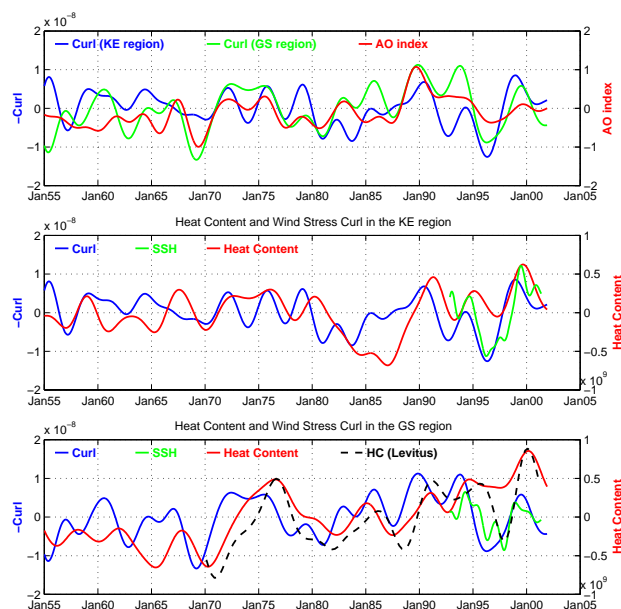 x 10⁻⁸
Curl (KE region)
Curl (GS region)
AO index
2
1
0
−1
−2
−Curl
2
1
0
−1
−2
AO index
Jan55 Jan60 Jan65 Jan70 Jan75 Jan80 Jan85 Jan90 Jan95 Jan00 Jan05
Heat Content and Wind Stress Curl in the KE region
x 10⁻⁸
Curl
SSH
Heat Content
2
1
0
−1
−2
−Curl
1
0.5
0
−0.5
−1
x 10⁹
Heat Content
Jan55 Jan60 Jan65 Jan70 Jan75 Jan80 Jan85 Jan90 Jan95 Jan00 Jan05
Heat Content and Wind Stress Curl in the GS region
x 10⁻⁸
Curl
SSH
Heat Content
HC (Levitus)
2
1
0
−1
−2
−Curl
1
0.5
0
−0.5
−1
x 10⁹
Heat Content
Jan55 Jan60 Jan65 Jan70 Jan75 Jan80 Jan85 Jan90 Jan95 Jan00 Jan05